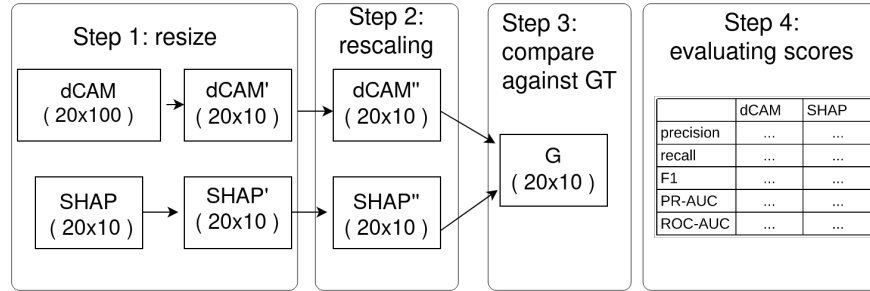 Step 1: resize
dCAM
( 20x100 )
dCAM'
( 20x10 )
SHAP
( 20x10 )
SHAP'
( 20x10 )
Step 2:
rescaling
dCAM''
( 20x10 )
SHAP''
( 20x10 )
Step 3:
compare
against GT
G
( 20x10 )
Step 4:
evaluating scores
dCAM SHAP
precision ... ...
recall ... ...
F1 ... ...
PR-AUC ... ...
ROC-AUC ... ...